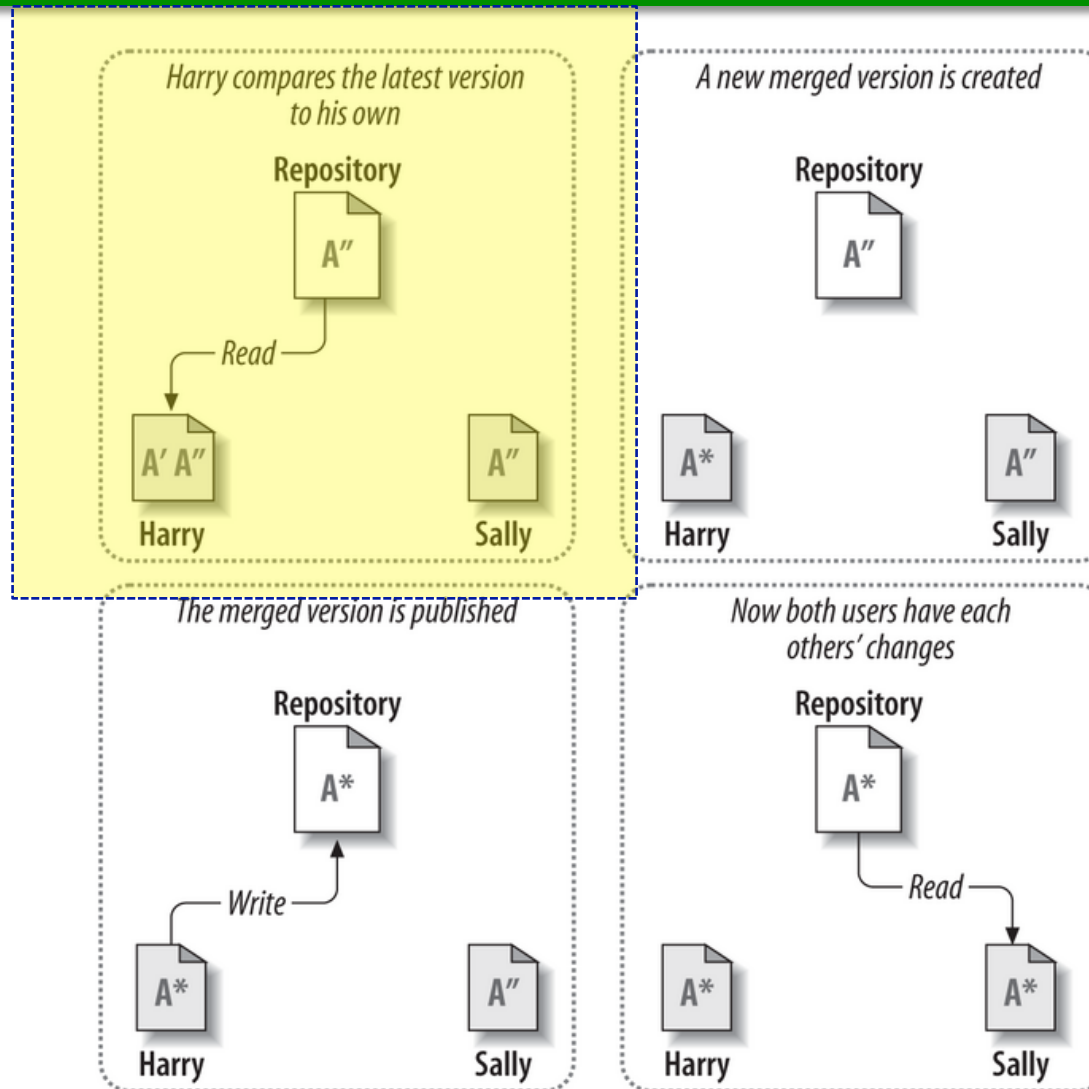 Harry compares the latest version
to his own
Repository
A″
Read
A′ A″
A″
Harry
Sally
A new merged version is created
Repository
A″
A*
A″
Harry
Sally
The merged version is published
Repository
A*
Write
A*
A″
Harry
Sally
Now both users have each
others’ changes
Repository
A*
Read
A*
A*
Harry
Sally